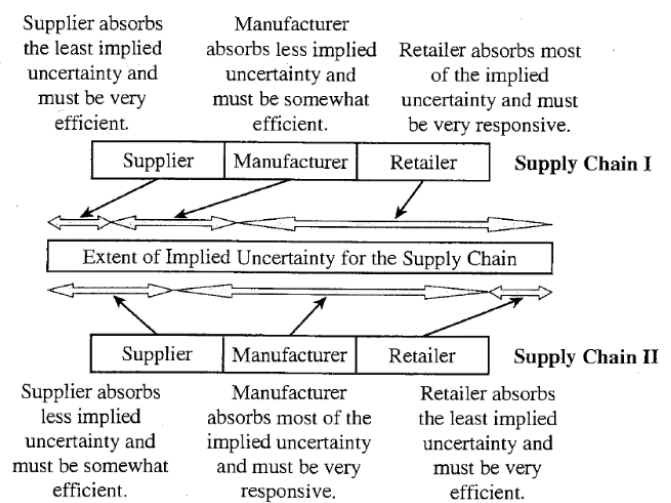 Supplier absorbs
the least implied
uncertainty and
must be very
efficient.
Manufacturer
absorbs less implied
uncertainty and
must be somewhat
efficient.
Retailer absorbs most
of the implied
uncertainty and must
be very responsive.
Supplier Manufacturer Retailer Supply Chain I
Extent of Implied Uncertainty for the Supply Chain
Supplier Manufacturer Retailer Supply Chain II
Supplier absorbs
less implied
uncertainty and
must be somewhat
efficient.
Manufacturer
absorbs most of the
implied uncertainty
and must be very
responsive.
Retailer absorbs
the least implied
uncertainty and
must be very
efficient.